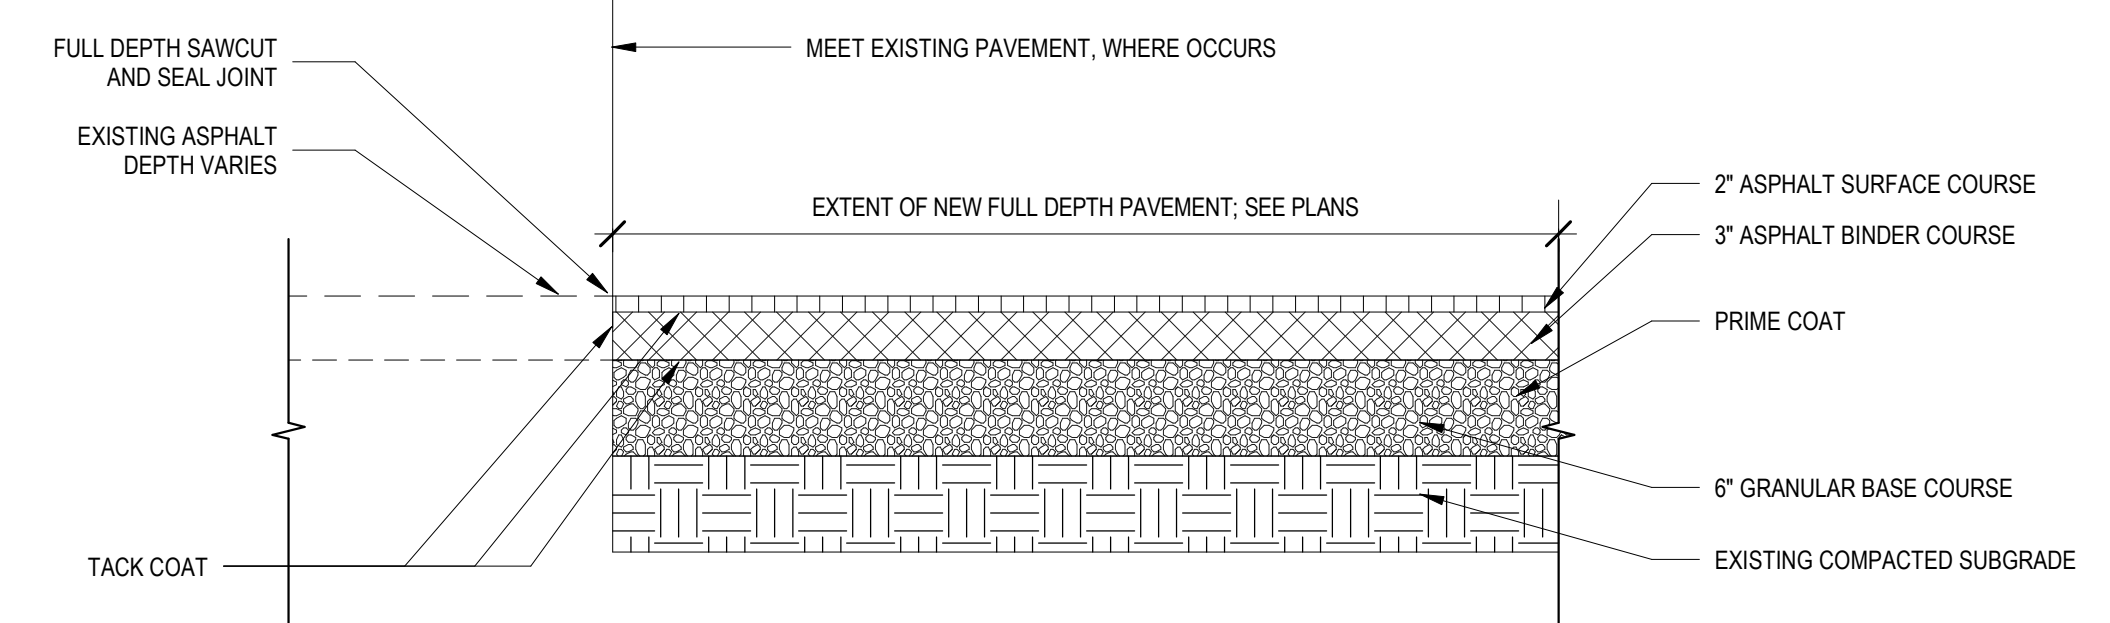 FULL DEPTH SAWCUT
AND SEAL JOINT
MEET EXISTING PAVEMENT, WHERE OCCURS
EXISTING ASPHALT
DEPTH VARIES
EXTENT OF NEW FULL DEPTH PAVEMENT; SEE PLANS
2" ASPHALT SURFACE COURSE
3" ASPHALT BINDER COURSE
PRIME COAT
6" GRANULAR BASE COURSE
EXISTING COMPACTED SUBGRADE
TACK COAT